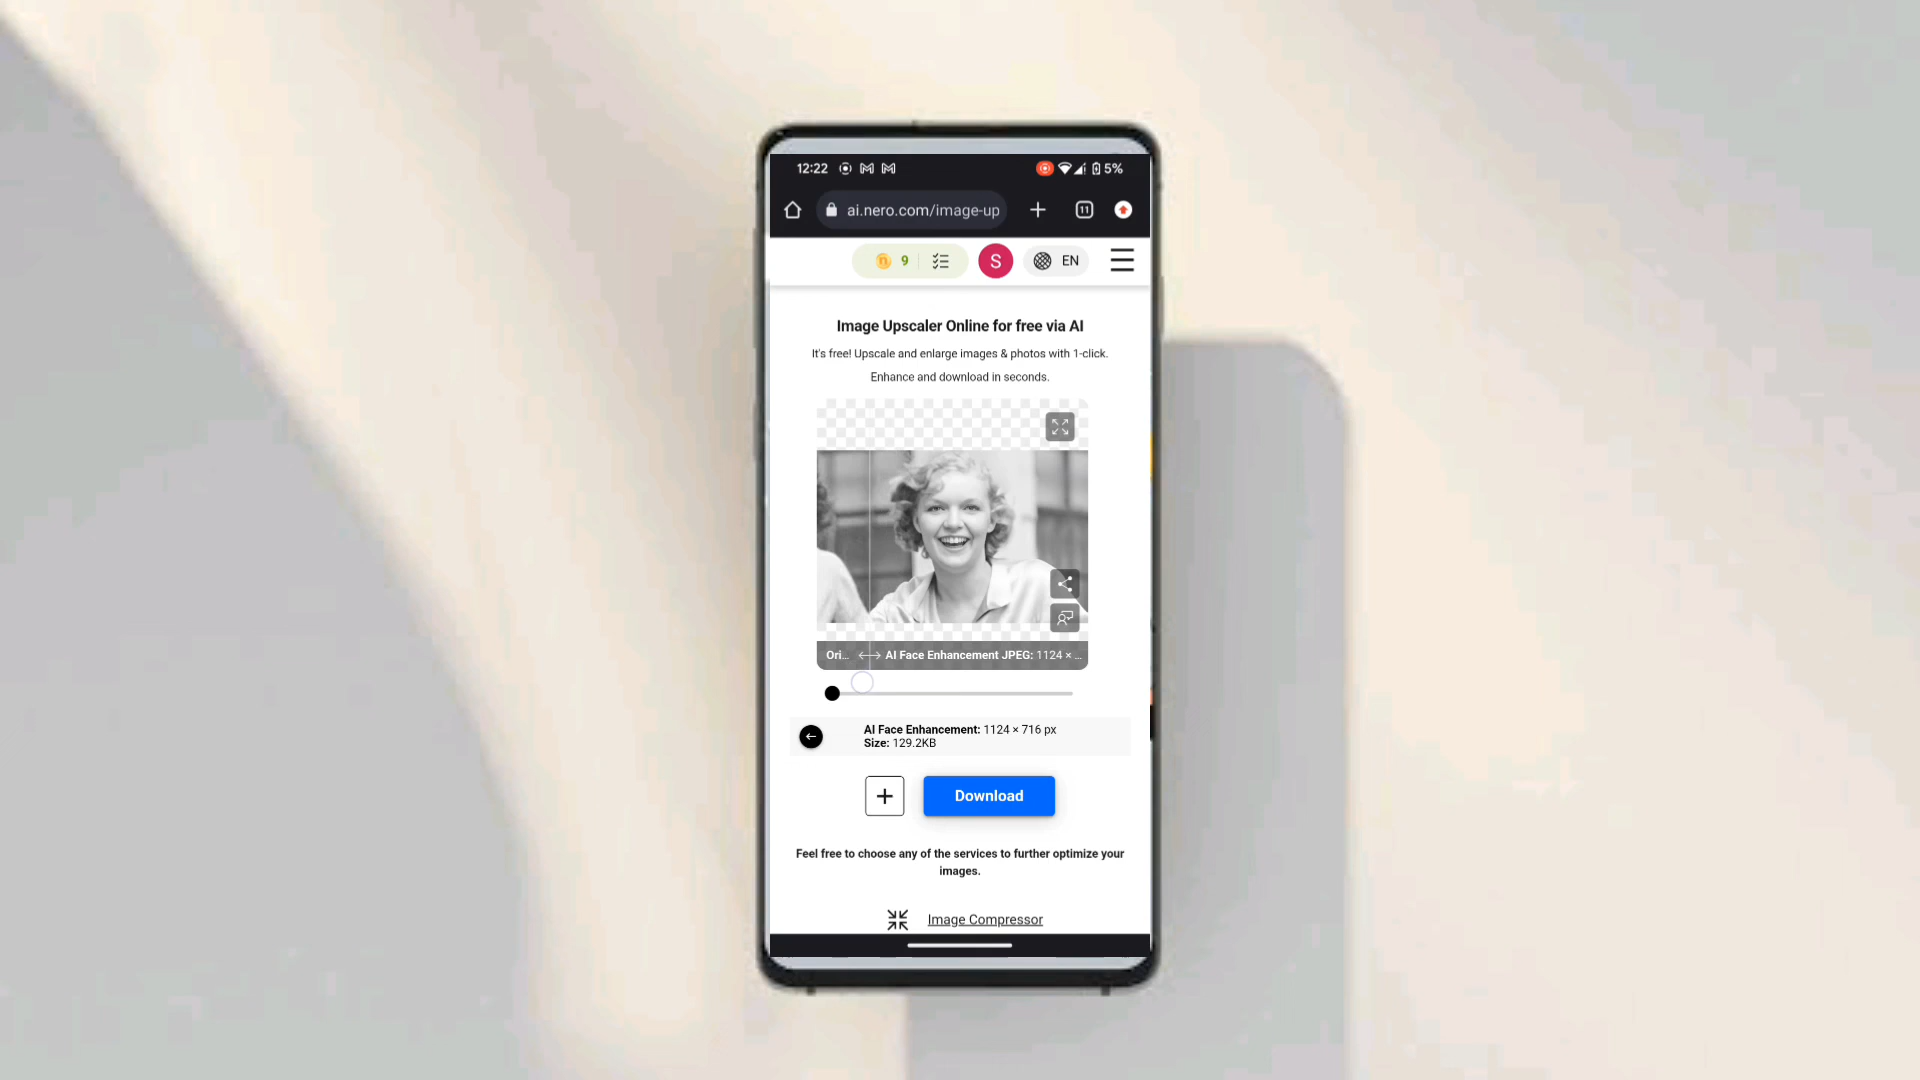 12:22
5%
ai.nero.com/image-up
11
n 9
S
EN
Image Upscaler Online for free via AI
It's free! Upscale and enlarge images & photos with 1-click.
Enhance and download in seconds.
Ori... AI Face Enhancement JPEG: 1124 × ...
AI Face Enhancement: 1124 × 716 px
Size: 129.2KB
Download
Feel free to choose any of the services to further optimize your
images.
Image Compressor